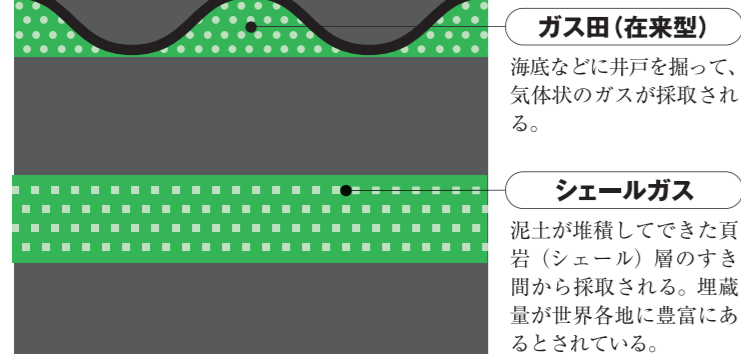 ガス田（在来型）
海底などに井戸を掘って、
気体状のガスが採取され
る。
シェールガス
泥土が堆積してできた頁
岩（シェール）層のすき
間から採取される。埋蔵
量が世界各地に豊富にあ
るとされている。